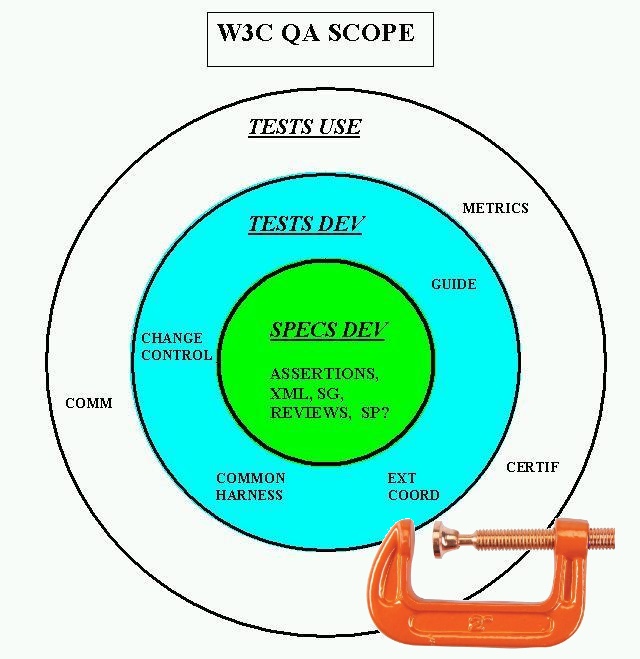 W3C QA SCOPE
TESTS USE
METRICS
TESTS DEV
GUIDE
SPECS DEV
CHANGE
CONTROL
ASSERTIONS,
XML, SG,
REVIEWS, SP?
COMM
COMMON
HARNESS
EXT
COORD
CERTIF